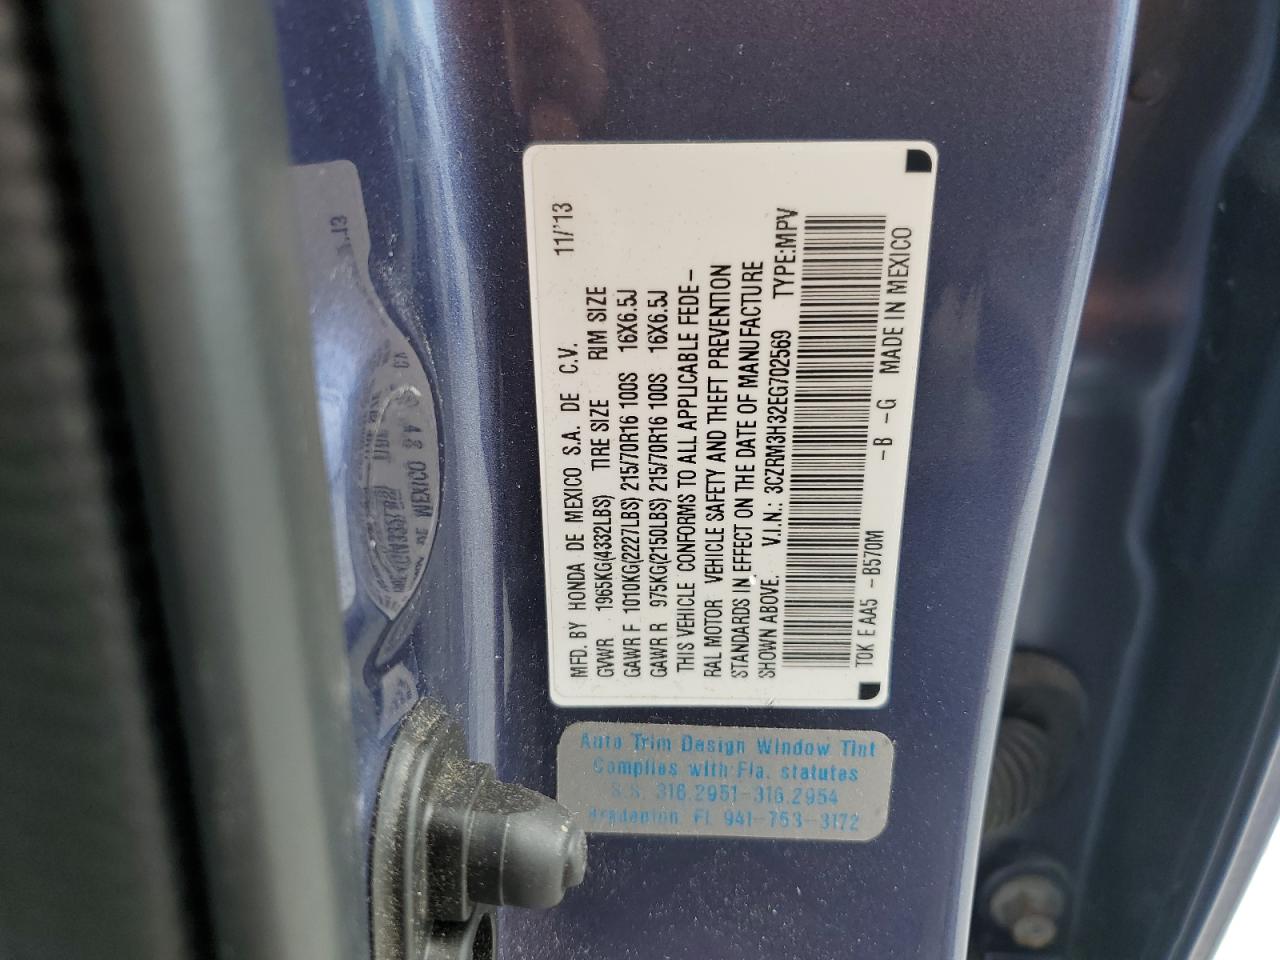 MFD. BY HONDA DE MEXICO S.A. DE C.V. 11/'13
GVWR 1965KG(4332LBS) TIRE SIZE RIM SIZE
GAWR F 1010KG(2227LBS) 215/70R16 100S 16X6.5J
GAWR R 975KG(2150LBS) 215/70R16 100S 16X6.5J
THIS VEHICLE CONFORMS TO ALL APPLICABLE FEDE-
RAL MOTOR VEHICLE SAFETY AND THEFT PREVENTION
STANDARDS IN EFFECT ON THE DATE OF MANUFACTURE
SHOWN ABOVE. V.I.N.: 3CZRM3H32EG702569 TYPE:MPV
TOK E AA5 -B570M -B -G MADE IN MEXICO
Auto Trim Design Window Tint
Complies with Fla. statutes
S.S. 316.2951-316.2954
Bradenton, Fl. 941-753-3172